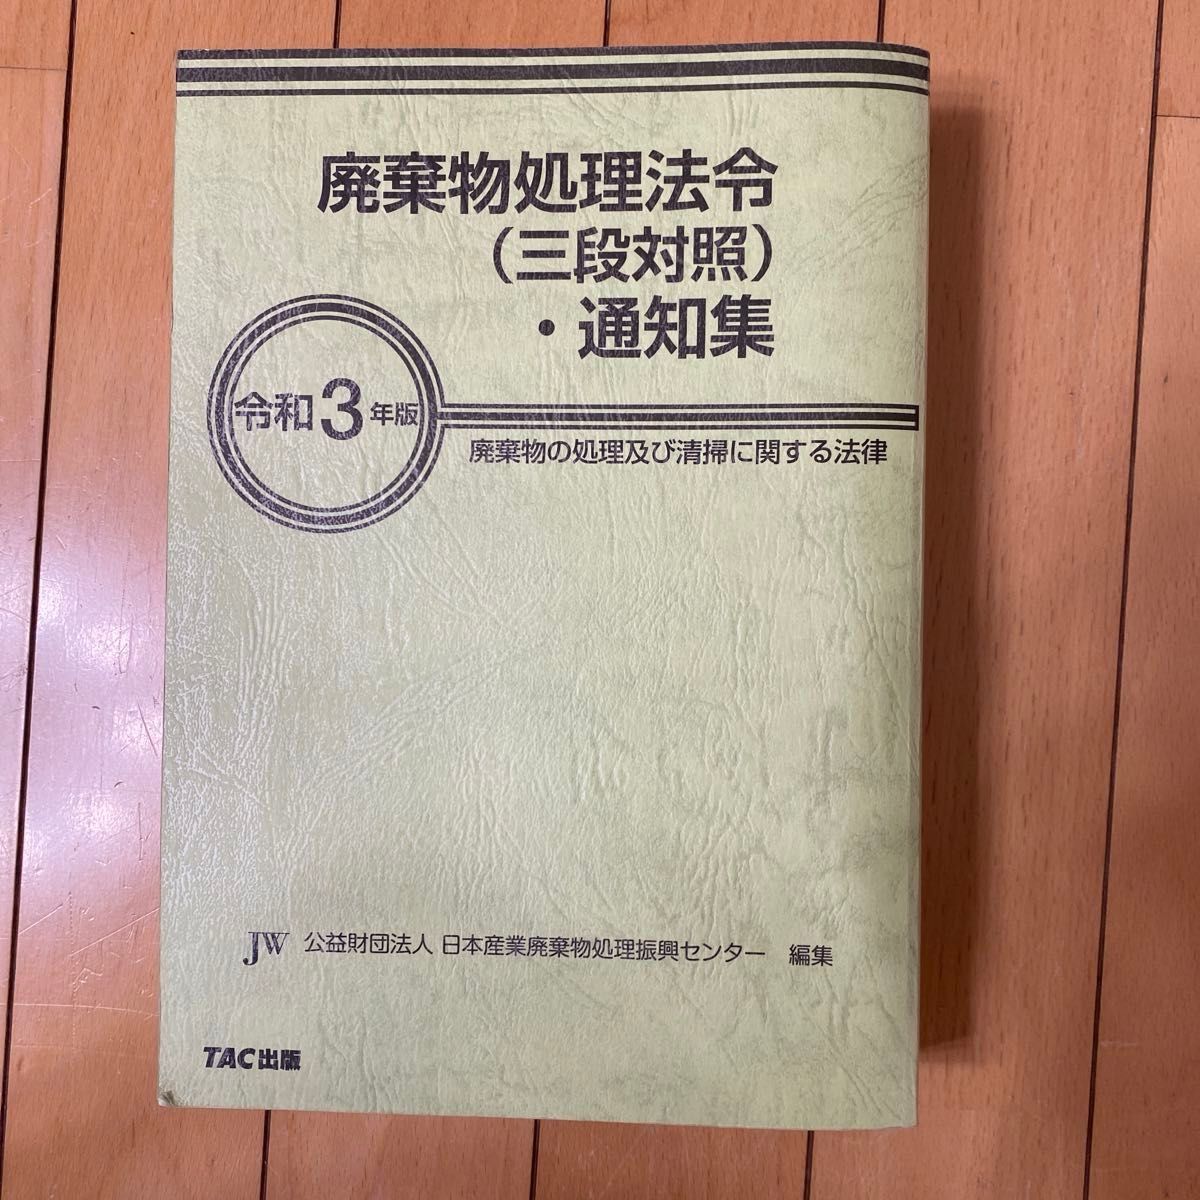 廃棄物処理法令
（三段対照）
・通知集
令和3年版
廃棄物の処理及び清掃に関する法律
JW 公益財団法人 日本産業廃棄物処理振興センター 編集
TAC出版